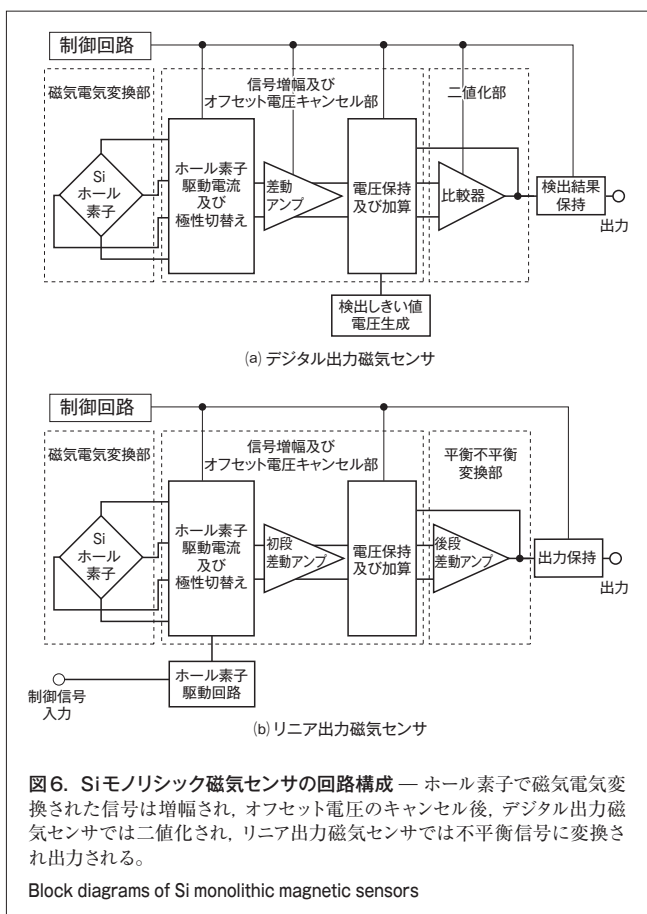 制御回路
磁気電気変換部
信号増幅及び
オフセット電圧キャンセル部
二値化部
Si
ホール
素子
ホール素子
駆動電流
及び
極性切替え
差動
アンプ
電圧保持
及び加算
比較器
検出結果
保持
出力
検出しきい値
電圧生成
(a) デジタル出力磁気センサ
制御回路
磁気電気変換部
信号増幅及び
オフセット電圧キャンセル部
平衡不平衡
変換部
Si
ホール
素子
ホール素子
駆動電流
及び
極性切替え
初段
差動アンプ
電圧保持
及び加算
後段
差動アンプ
出力保持
出力
ホール素子
駆動回路
制御信号
入力
(b) リニア出力磁気センサ
図6. Siモノリシック磁気センサの回路構成 — ホール素子で磁気電気変
換された信号は増幅され，オフセット電圧のキャンセル後，デジタル出力磁
気センサでは二値化され，リニア出力磁気センサでは不平衡信号に変換さ
れ出力される。
Block diagrams of Si monolithic magnetic sensors